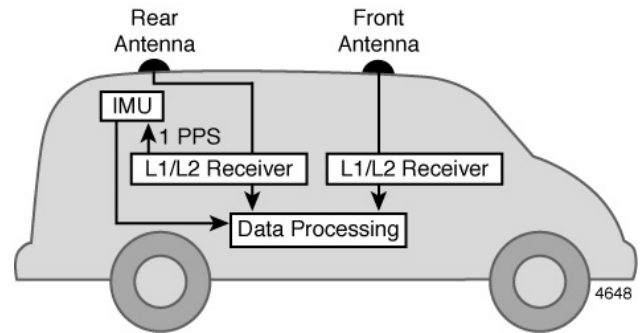 Rear
Antenna
Front
Antenna
IMU
1 PPS
L1/L2 Receiver
L1/L2 Receiver
Data Processing
4648